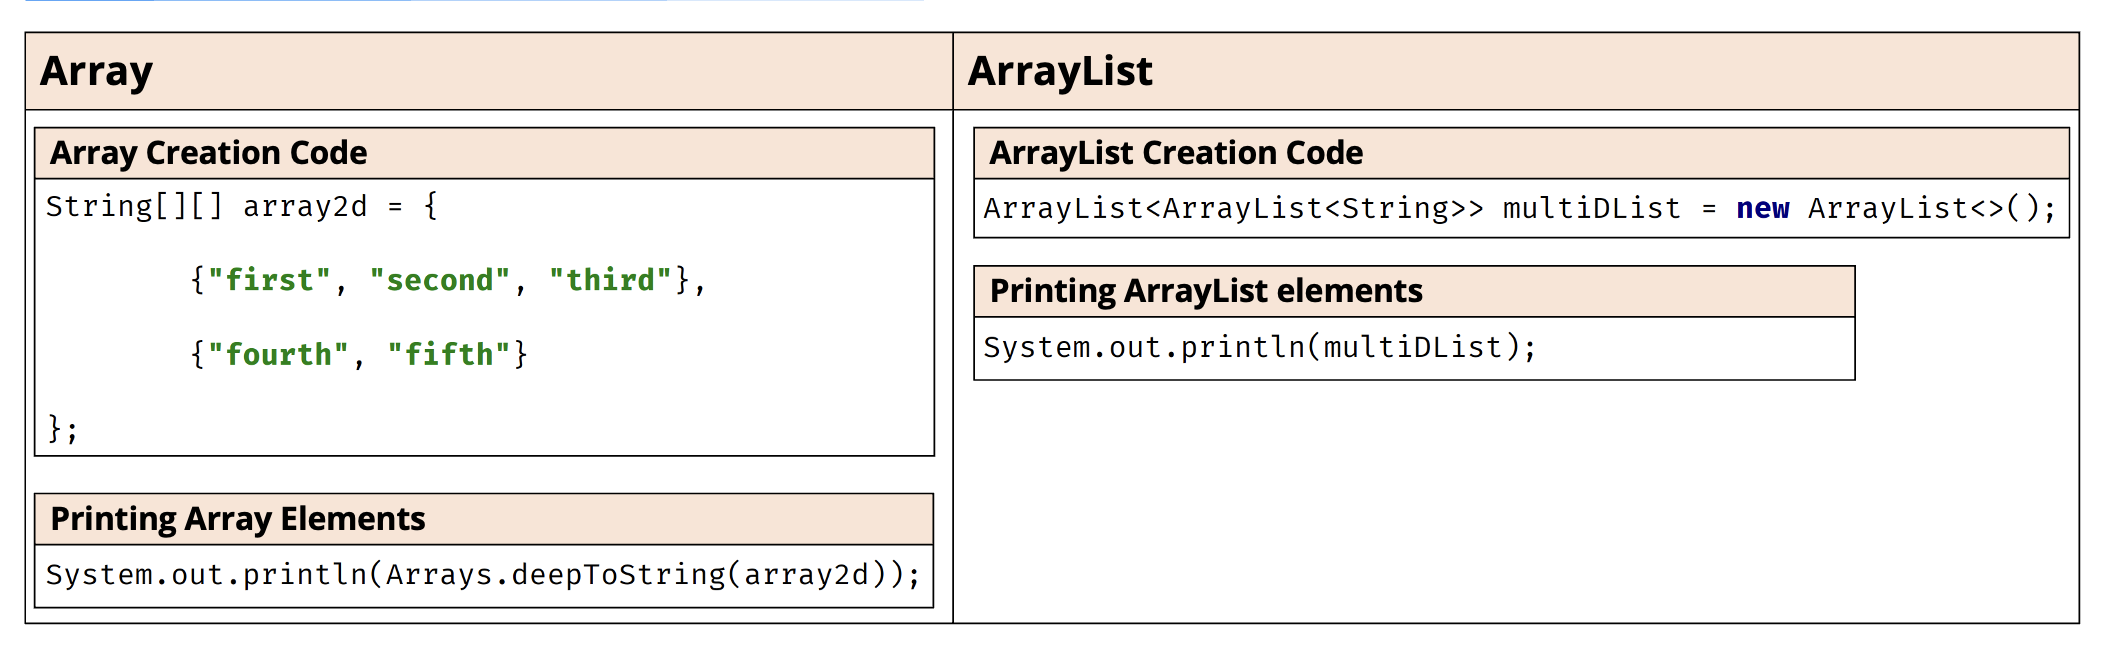 Array
ArrayList
Array Creation Code
String[][] array2d = {
{"first", "second", "third"},
{"fourth", "fifth"}
};
Printing Array Elements
System.out.println(Arrays.deepToString(array2d));
ArrayList Creation Code
ArrayList<ArrayList<String>> multiDList = new ArrayList<>();
Printing ArrayList elements
System.out.println(multiDList);